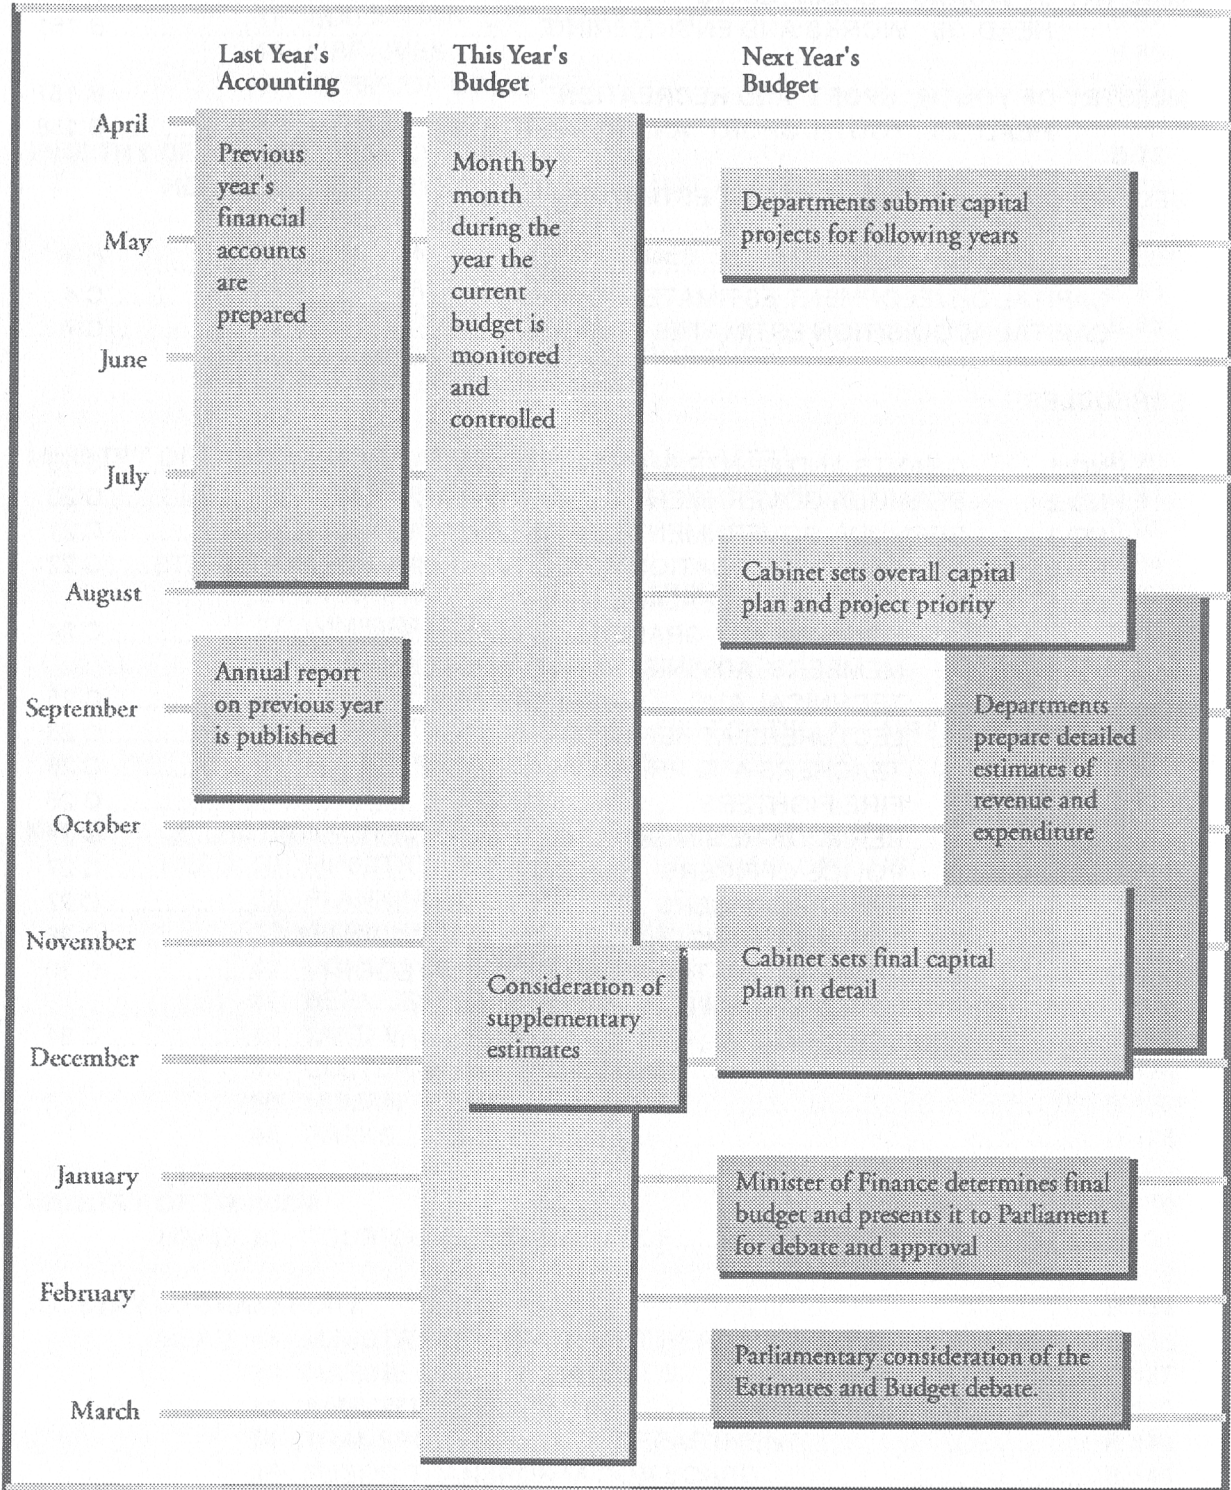 Last Year's
Accounting
This Year's
Budget
Next Year's
Budget
April
May
June
July
August
September
October
November
December
January
February
March
Previous
year's
financial
accounts
are
prepared
Annual report
on previous year
is published
Month by
month
during the
year the
current
budget is
monitored
and
controlled
Consideration of
supplementary
estimates
Departments submit capital
projects for following years
Cabinet sets overall capital
plan and project priority
Departments
prepare detailed
estimates of
revenue and
expenditure
Cabinet sets final capital
plan in detail
Minister of Finance determines final
budget and presents it to Parliament
for debate and approval
Parliamentary consideration of the
Estimates and Budget debate.